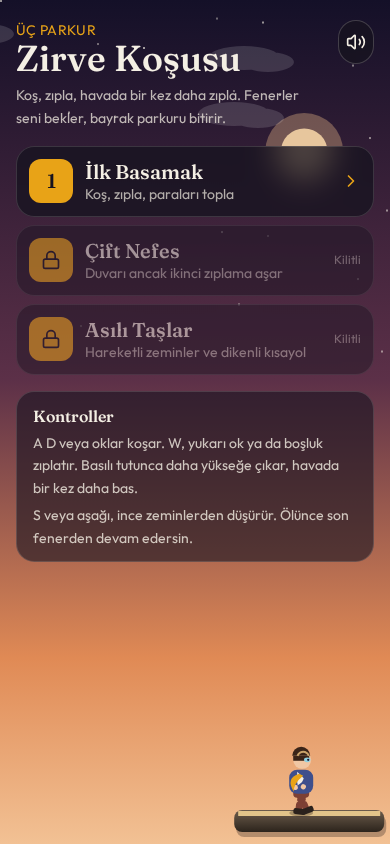 ÜÇ PARKUR
Zirve Koşusu
Koş, zıpla, havada bir kez daha zıpla. Fenerler
seni bekler, bayrak parkuru bitirir.
1
İlk Basamak
Koş, zıpla, paraları topla
Çift Nefes
Duvarı ancak ikinci zıplama aşar
Kilitli
Asılı Taşlar
Hareketli zeminler ve dikenli kısayol
Kilitli
Kontroller
A D veya oklar koşar. W, yukarı ok ya da boşluk
zıplatır. Basılı tutunca daha yükseğe çıkar, havada
bir kez daha bas.
S veya aşağı, ince zeminlerden düşürür. Ölünce son
fenerden devam edersin.